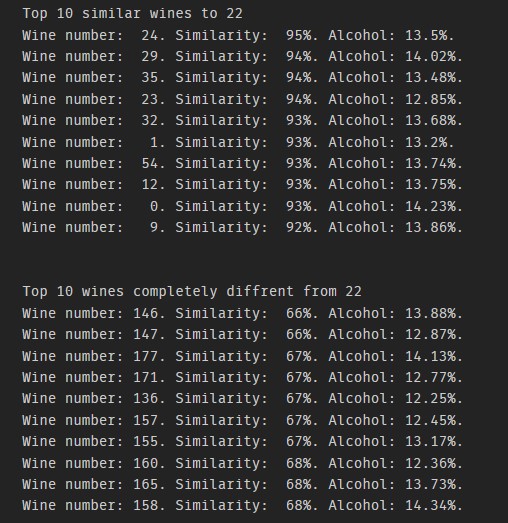 Top 10 similar wines to 22
Wine number:  24. Similarity:  95%. Alcohol: 13.5%.
Wine number:  29. Similarity:  94%. Alcohol: 14.02%.
Wine number:  35. Similarity:  94%. Alcohol: 13.48%.
Wine number:  23. Similarity:  94%. Alcohol: 12.85%.
Wine number:  32. Similarity:  93%. Alcohol: 13.68%.
Wine number:   1. Similarity:  93%. Alcohol: 13.2%.
Wine number:  54. Similarity:  93%. Alcohol: 13.74%.
Wine number:  12. Similarity:  93%. Alcohol: 13.75%.
Wine number:   0. Similarity:  93%. Alcohol: 14.23%.
Wine number:   9. Similarity:  92%. Alcohol: 13.86%.
Top 10 wines completely diffrent from 22
Wine number: 146. Similarity:  66%. Alcohol: 13.88%.
Wine number: 147. Similarity:  66%. Alcohol: 12.87%.
Wine number: 177. Similarity:  67%. Alcohol: 14.13%.
Wine number: 171. Similarity:  67%. Alcohol: 12.77%.
Wine number: 136. Similarity:  67%. Alcohol: 12.25%.
Wine number: 157. Similarity:  67%. Alcohol: 12.45%.
Wine number: 155. Similarity:  67%. Alcohol: 13.17%.
Wine number: 160. Similarity:  68%. Alcohol: 12.36%.
Wine number: 165. Similarity:  68%. Alcohol: 13.73%.
Wine number: 158. Similarity:  68%. Alcohol: 14.34%.